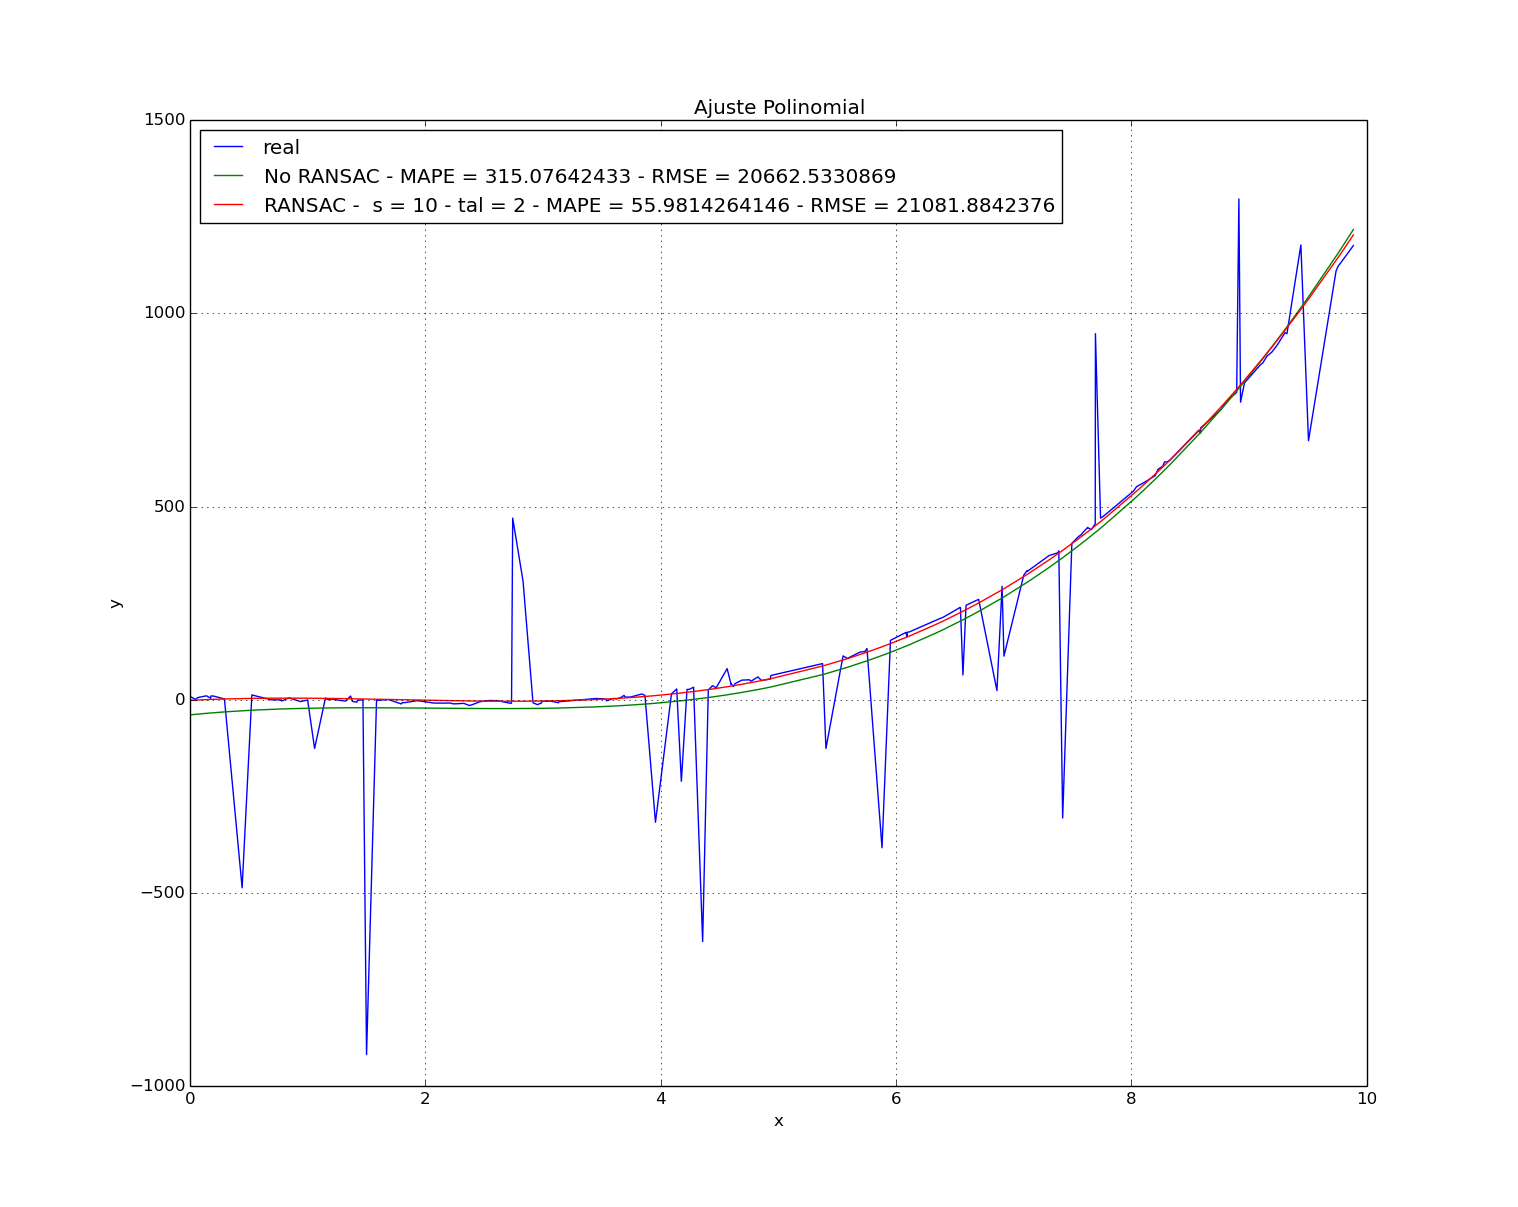 Ajuste Polinomial
1500
real
No RANSAC - MAPE = 315.07642433 - RMSE = 20662.5330869
RANSAC -  s = 10 - tal = 2 - MAPE = 55.9814264146 - RMSE = 21081.8842376
1000
y
500
0
−500
−1000
0 2 4 6 8 10
x